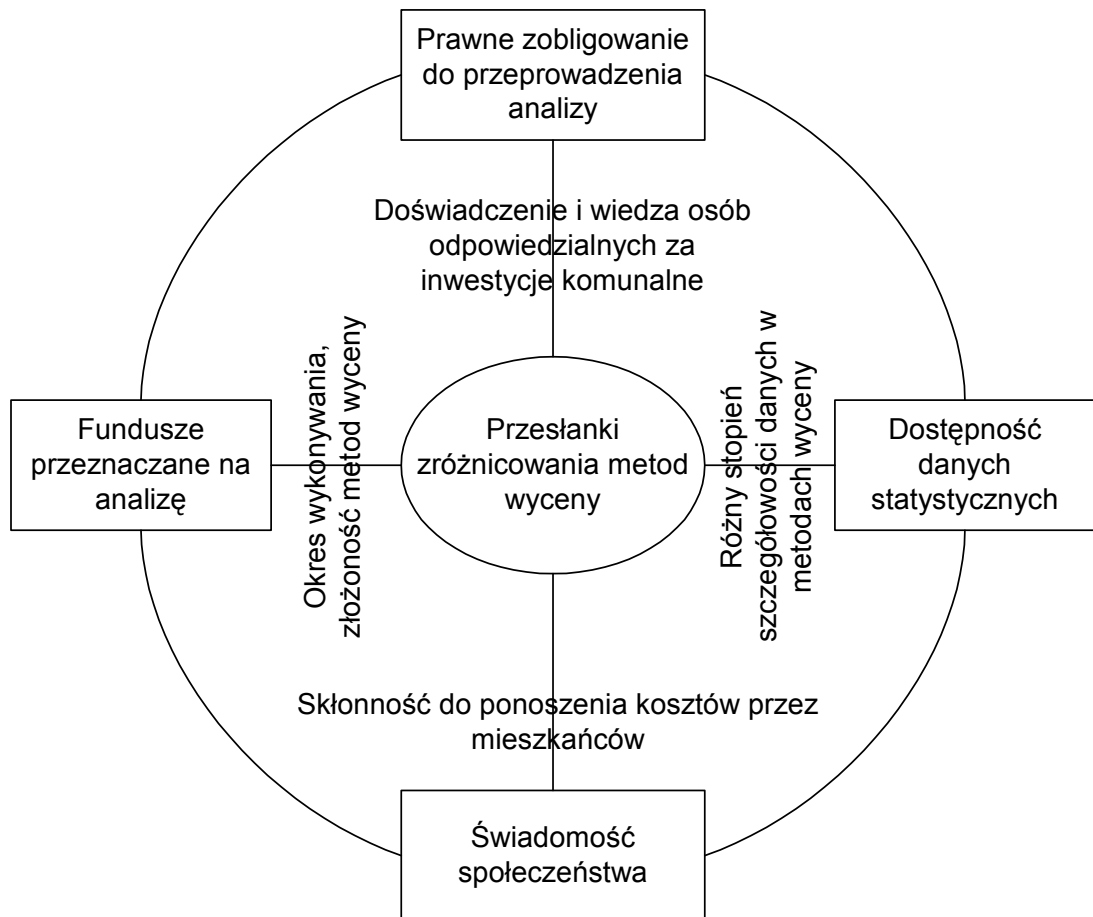 Prawne zobligowanie
do przeprowadzenia
analizy
Doświadczenie i wiedza osób
odpowiedzialnych za
inwestycje komunalne
Fundusze
przeznaczane na
analizę
Okres wykonywania,
złożoność metod wyceny
Przesłanki
zróżnicowania metod
wyceny
Różny stopień
szczegółowości danych w
metodach wyceny
Dostępność
danych
statystycznych
Skłonność do ponoszenia kosztów przez
mieszkańców
Świadomość
społeczeństwa